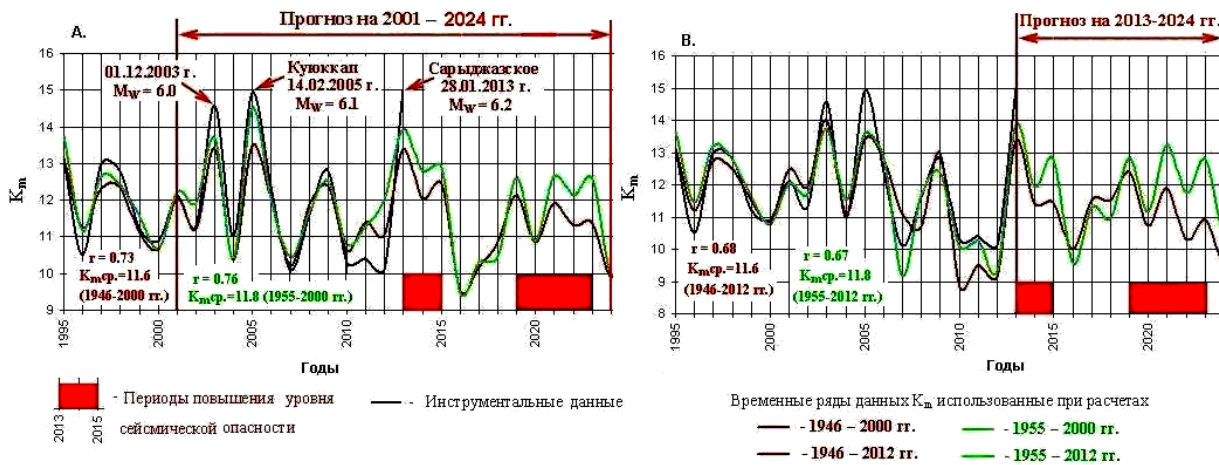 Прогноз на 2001 – 2024 гг.
А.
01.12.2003 г.
Mw = 6.0
Куюккап
14.02.2005 г.
Mw = 6.1
Сарыджазское
28.01.2013 г.
Mw = 6.2
Km
16
15
14
13
12
11
10
9
r = 0.73
Kmср.=11.6
(1946-2000 гг.)
r = 0.76
Kmср.=11.8 (1955-2000 гг.)
1995
2000
2005
2010
2015
2020
Годы
2013
2015
- Периоды повышения уровня
сейсмической опасности
- Инструментальные данные
Прогноз на 2013-2024 гг.
В.
Km
16
15
14
13
12
11
10
9
8
r = 0.68
Kmср.=11.6
(1946-2012 гг.)
r = 0.67
Kmср.=11.8
(1955-2012 гг.)
1995
2000
2005
2010
2015
2020
Годы
Временные ряды данных Km использованные при расчетах
- 1946 – 2000 гг.
- 1955 – 2000 гг.
- 1946 – 2012 гг.
- 1955 – 2012 гг.